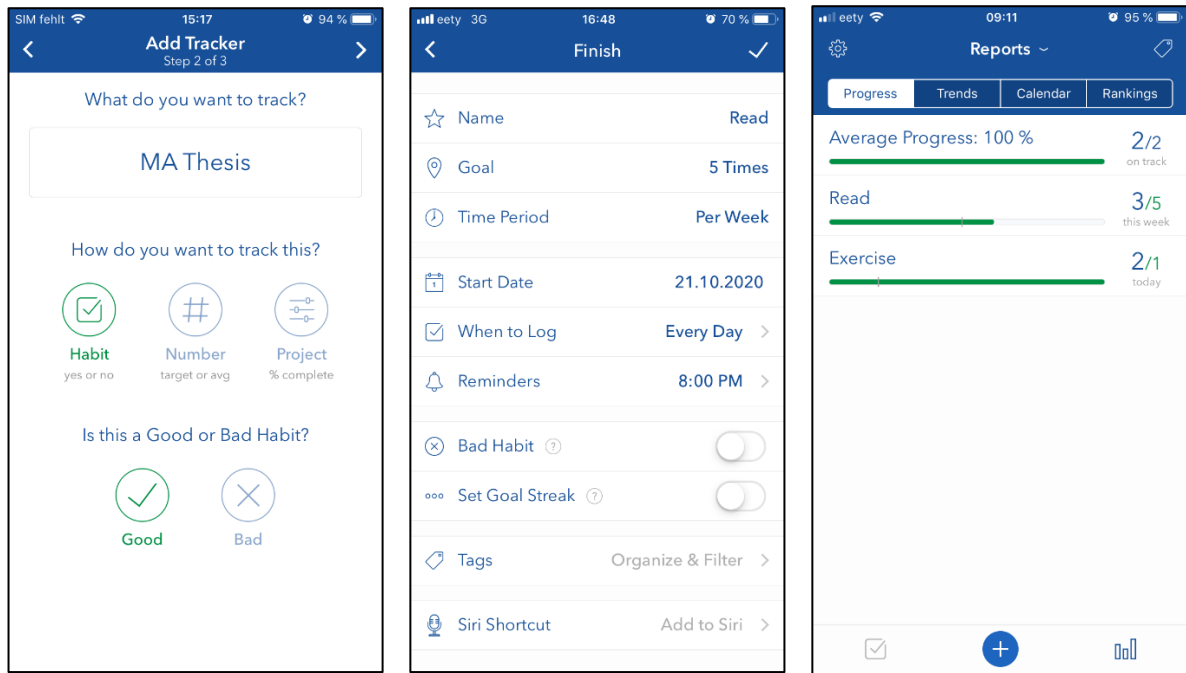 SIM fehlt 15:17 94 %
Add Tracker
Step 2 of 3
What do you want to track?
MA Thesis
How do you want to track this?
Habit Number Project
yes or no target or avg % complete
Is this a Good or Bad Habit?
Good Bad
eety 3G 16:48 70 %
Finish
Name Read
Goal 5 Times
Time Period Per Week
Start Date 21.10.2020
When to Log Every Day
Reminders 8:00 PM
Bad Habit ?
Set Goal Streak ?
Tags Organize & Filter
Siri Shortcut Add to Siri
eety 09:11 95 %
Reports
Progress Trends Calendar Rankings
Average Progress: 100 % 2/2
on track
Read 3/5
this week
Exercise 2/1
today